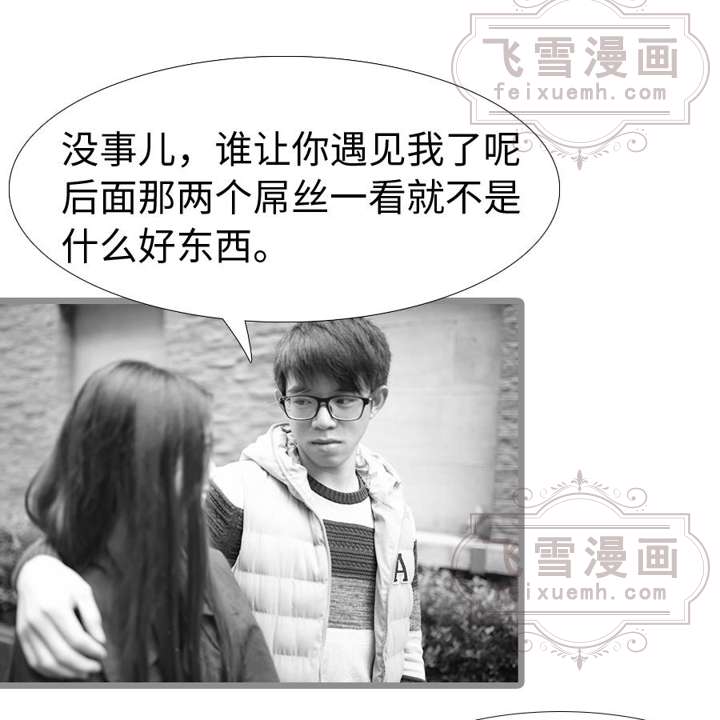 飞雪漫画
feixuemh.com
没事儿，谁让你遇见我了呢
后面那两个屌丝一看就不是
什么好东西。
A
飞雪漫画
feixuemh.com